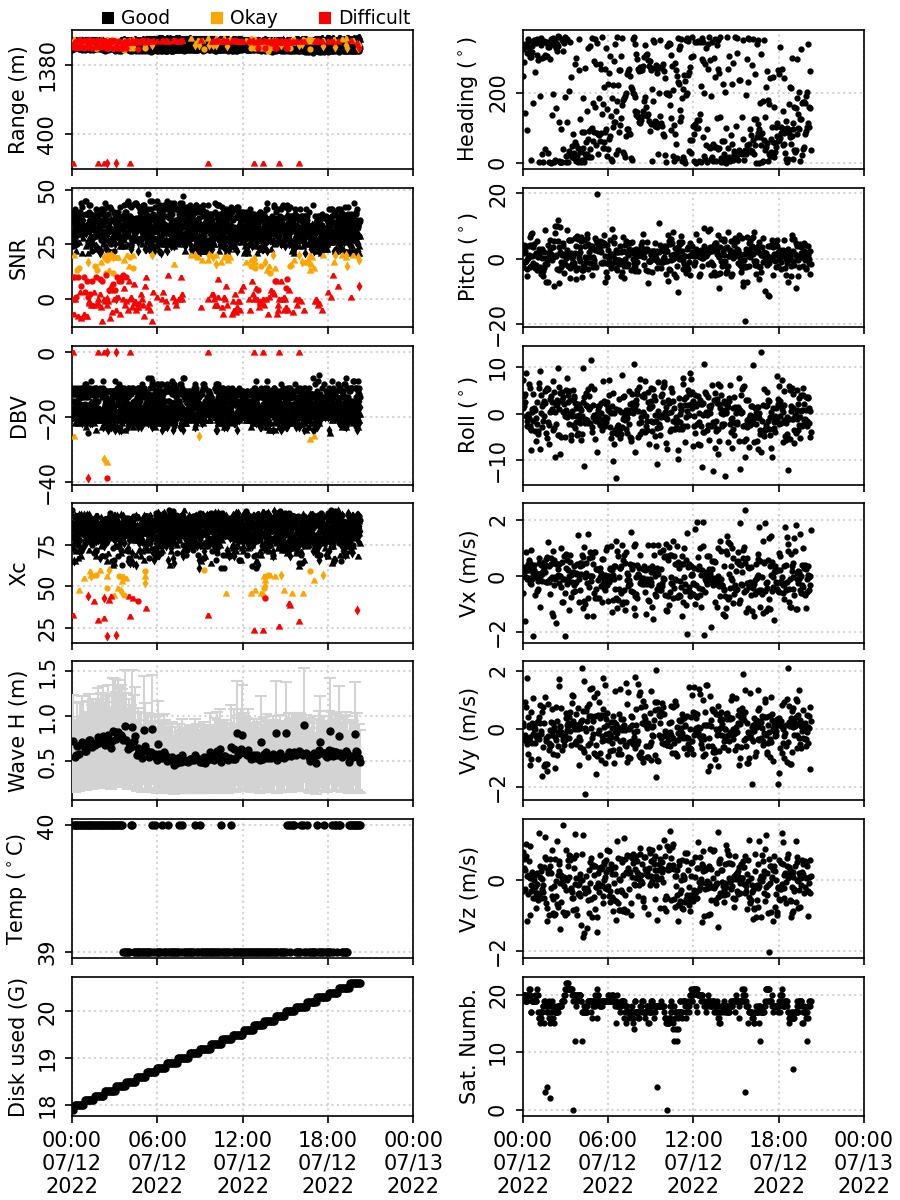 Good Okay Difficult
Range (m)
1380
400
Heading (°)
200
0
SNR
50
25
0
Pitch (°)
20
0
−20
DBV
0
−20
−40
Roll (°)
10
0
−10
Xc
75
50
25
Vx (m/s)
2
0
−2
Wave H (m)
1.5
1.0
0.5
Vy (m/s)
2
0
−2
Temp (°C)
40
39
Vz (m/s)
0
−2
Disk used (G)
20
19
18
Sat. Numb.
20
10
0
00:00 06:00 12:00 18:00 00:00 00:00 06:00 12:00 18:00 00:00
07/12 07/12 07/12 07/12 07/13 07/12 07/12 07/12 07/12 07/13
2022 2022 2022 2022 2022 2022 2022 2022 2022 2022